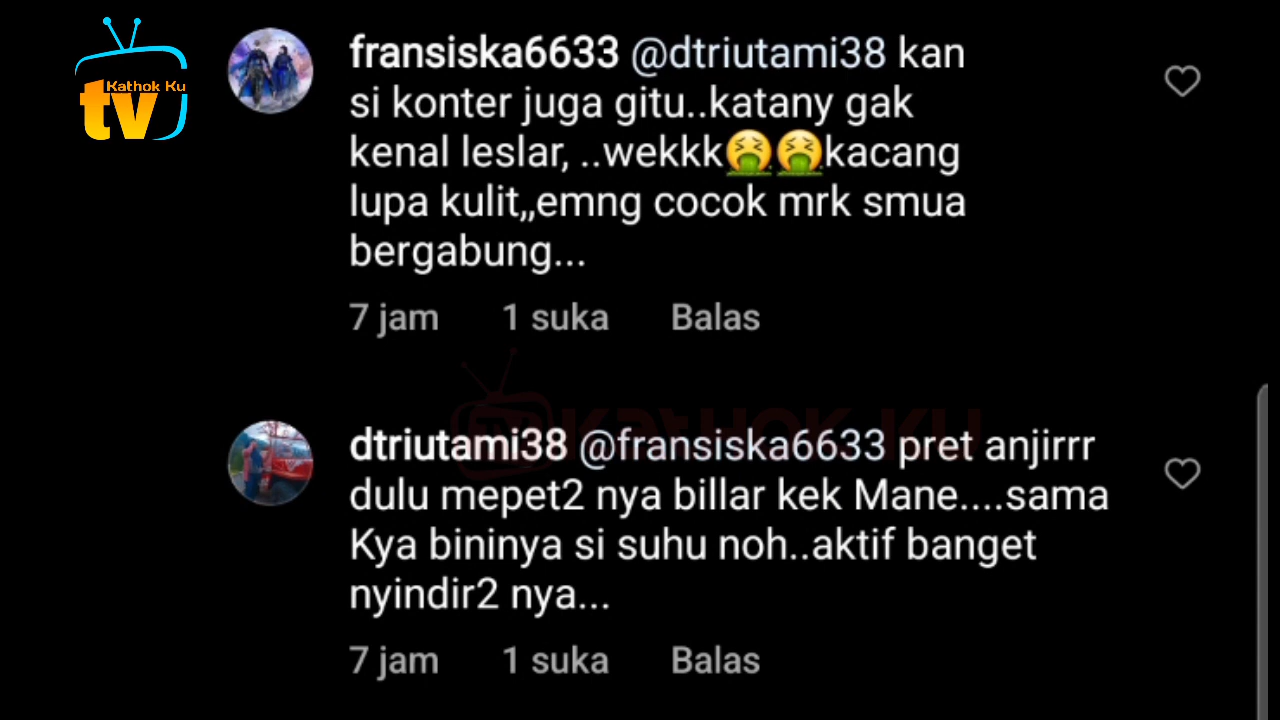 Kathok Ku
tv
fransiska6633 @dtriutami38 kan
si konter juga gitu..katany gak
kenal leslar, ..wekkk🤮🤮kacang
lupa kulit,,emng cocok mrk smua
bergabung...
7 jam 1 suka Balas
KATHOK KU
dtriutami38 @fransiska6633 pret anjirrr
dulu mepet2 nya billar kek Mane....sama
Kya bininya si suhu noh..aktif banget
nyindir2 nya...
7 jam 1 suka Balas